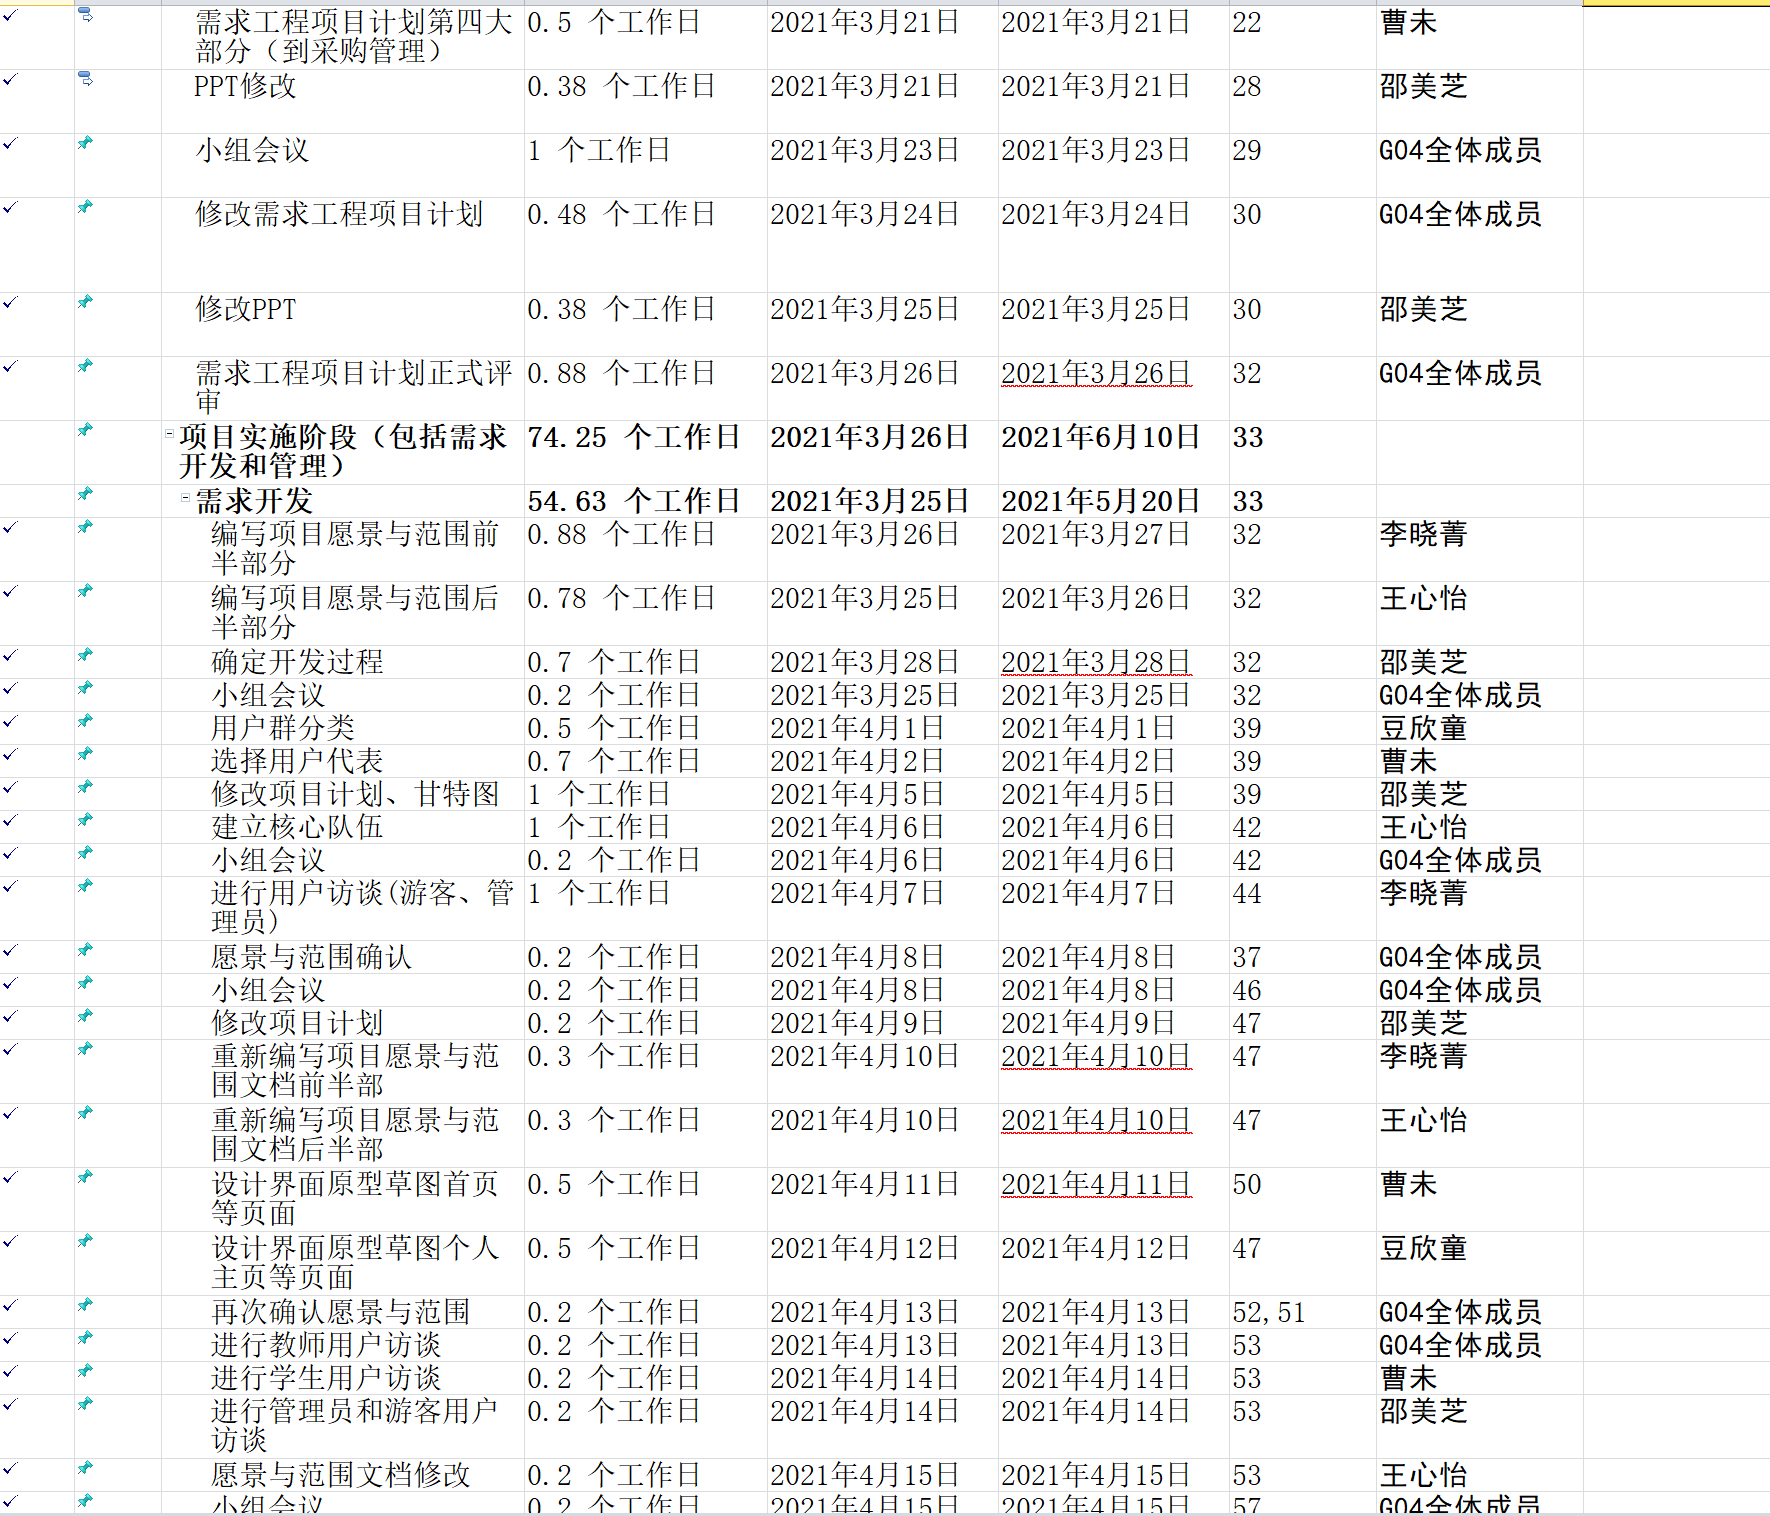 需求工程项目计划第四大 0.5 个工作日 2021年3月21日 2021年3月21日 22 曹未
部分（到采购管理）
PPT修改 0.38 个工作日 2021年3月21日 2021年3月21日 28 邵美芝
小组会议 1 个工作日 2021年3月23日 2021年3月23日 29 G04全体成员
修改需求工程项目计划 0.48 个工作日 2021年3月24日 2021年3月24日 30 G04全体成员
修改PPT 0.38 个工作日 2021年3月25日 2021年3月25日 30 邵美芝
需求工程项目计划正式评 0.88 个工作日 2021年3月26日 2021年3月26日 32 G04全体成员
审
项目实施阶段（包括需求 74.25 个工作日 2021年3月26日 2021年6月10日 33
开发和管理）
需求开发 54.63 个工作日 2021年3月25日 2021年5月20日 33
编写项目愿景与范围前 0.88 个工作日 2021年3月26日 2021年3月27日 32 李晓菁
半部分
编写项目愿景与范围后 0.78 个工作日 2021年3月25日 2021年3月26日 32 王心怡
半部分
确定开发过程 0.7 个工作日 2021年3月28日 2021年3月28日 32 邵美芝
小组会议 0.2 个工作日 2021年3月25日 2021年3月25日 32 G04全体成员
用户群分类 0.5 个工作日 2021年4月1日 2021年4月1日 39 豆欣童
选择用户代表 0.7 个工作日 2021年4月2日 2021年4月2日 39 曹未
修改项目计划、甘特图 1 个工作日 2021年4月5日 2021年4月5日 39 邵美芝
建立核心队伍 1 个工作日 2021年4月6日 2021年4月6日 42 王心怡
小组会议 0.2 个工作日 2021年4月6日 2021年4月6日 42 G04全体成员
进行用户访谈(游客、管 1 个工作日 2021年4月7日 2021年4月7日 44 李晓菁
理员)
愿景与范围确认 0.2 个工作日 2021年4月8日 2021年4月8日 37 G04全体成员
小组会议 0.2 个工作日 2021年4月8日 2021年4月8日 46 G04全体成员
修改项目计划 0.2 个工作日 2021年4月9日 2021年4月9日 47 邵美芝
重新编写项目愿景与范 0.3 个工作日 2021年4月10日 2021年4月10日 47 李晓菁
围文档前半部
重新编写项目愿景与范 0.3 个工作日 2021年4月10日 2021年4月10日 47 王心怡
围文档后半部
设计界面原型草图首页 0.5 个工作日 2021年4月11日 2021年4月11日 50 曹未
等页面
设计界面原型草图个人 0.5 个工作日 2021年4月12日 2021年4月12日 47 豆欣童
主页等页面
再次确认愿景与范围 0.2 个工作日 2021年4月13日 2021年4月13日 52,51 G04全体成员
进行教师用户访谈 0.2 个工作日 2021年4月13日 2021年4月13日 53 G04全体成员
进行学生用户访谈 0.2 个工作日 2021年4月14日 2021年4月14日 53 曹未
进行管理员和游客用户 0.2 个工作日 2021年4月14日 2021年4月14日 53 邵美芝
访谈
愿景与范围文档修改 0.2 个工作日 2021年4月15日 2021年4月15日 53 王心怡
小组会议 0.2 个工作日 2021年4月15日 2021年4月15日 57 G04全体成员